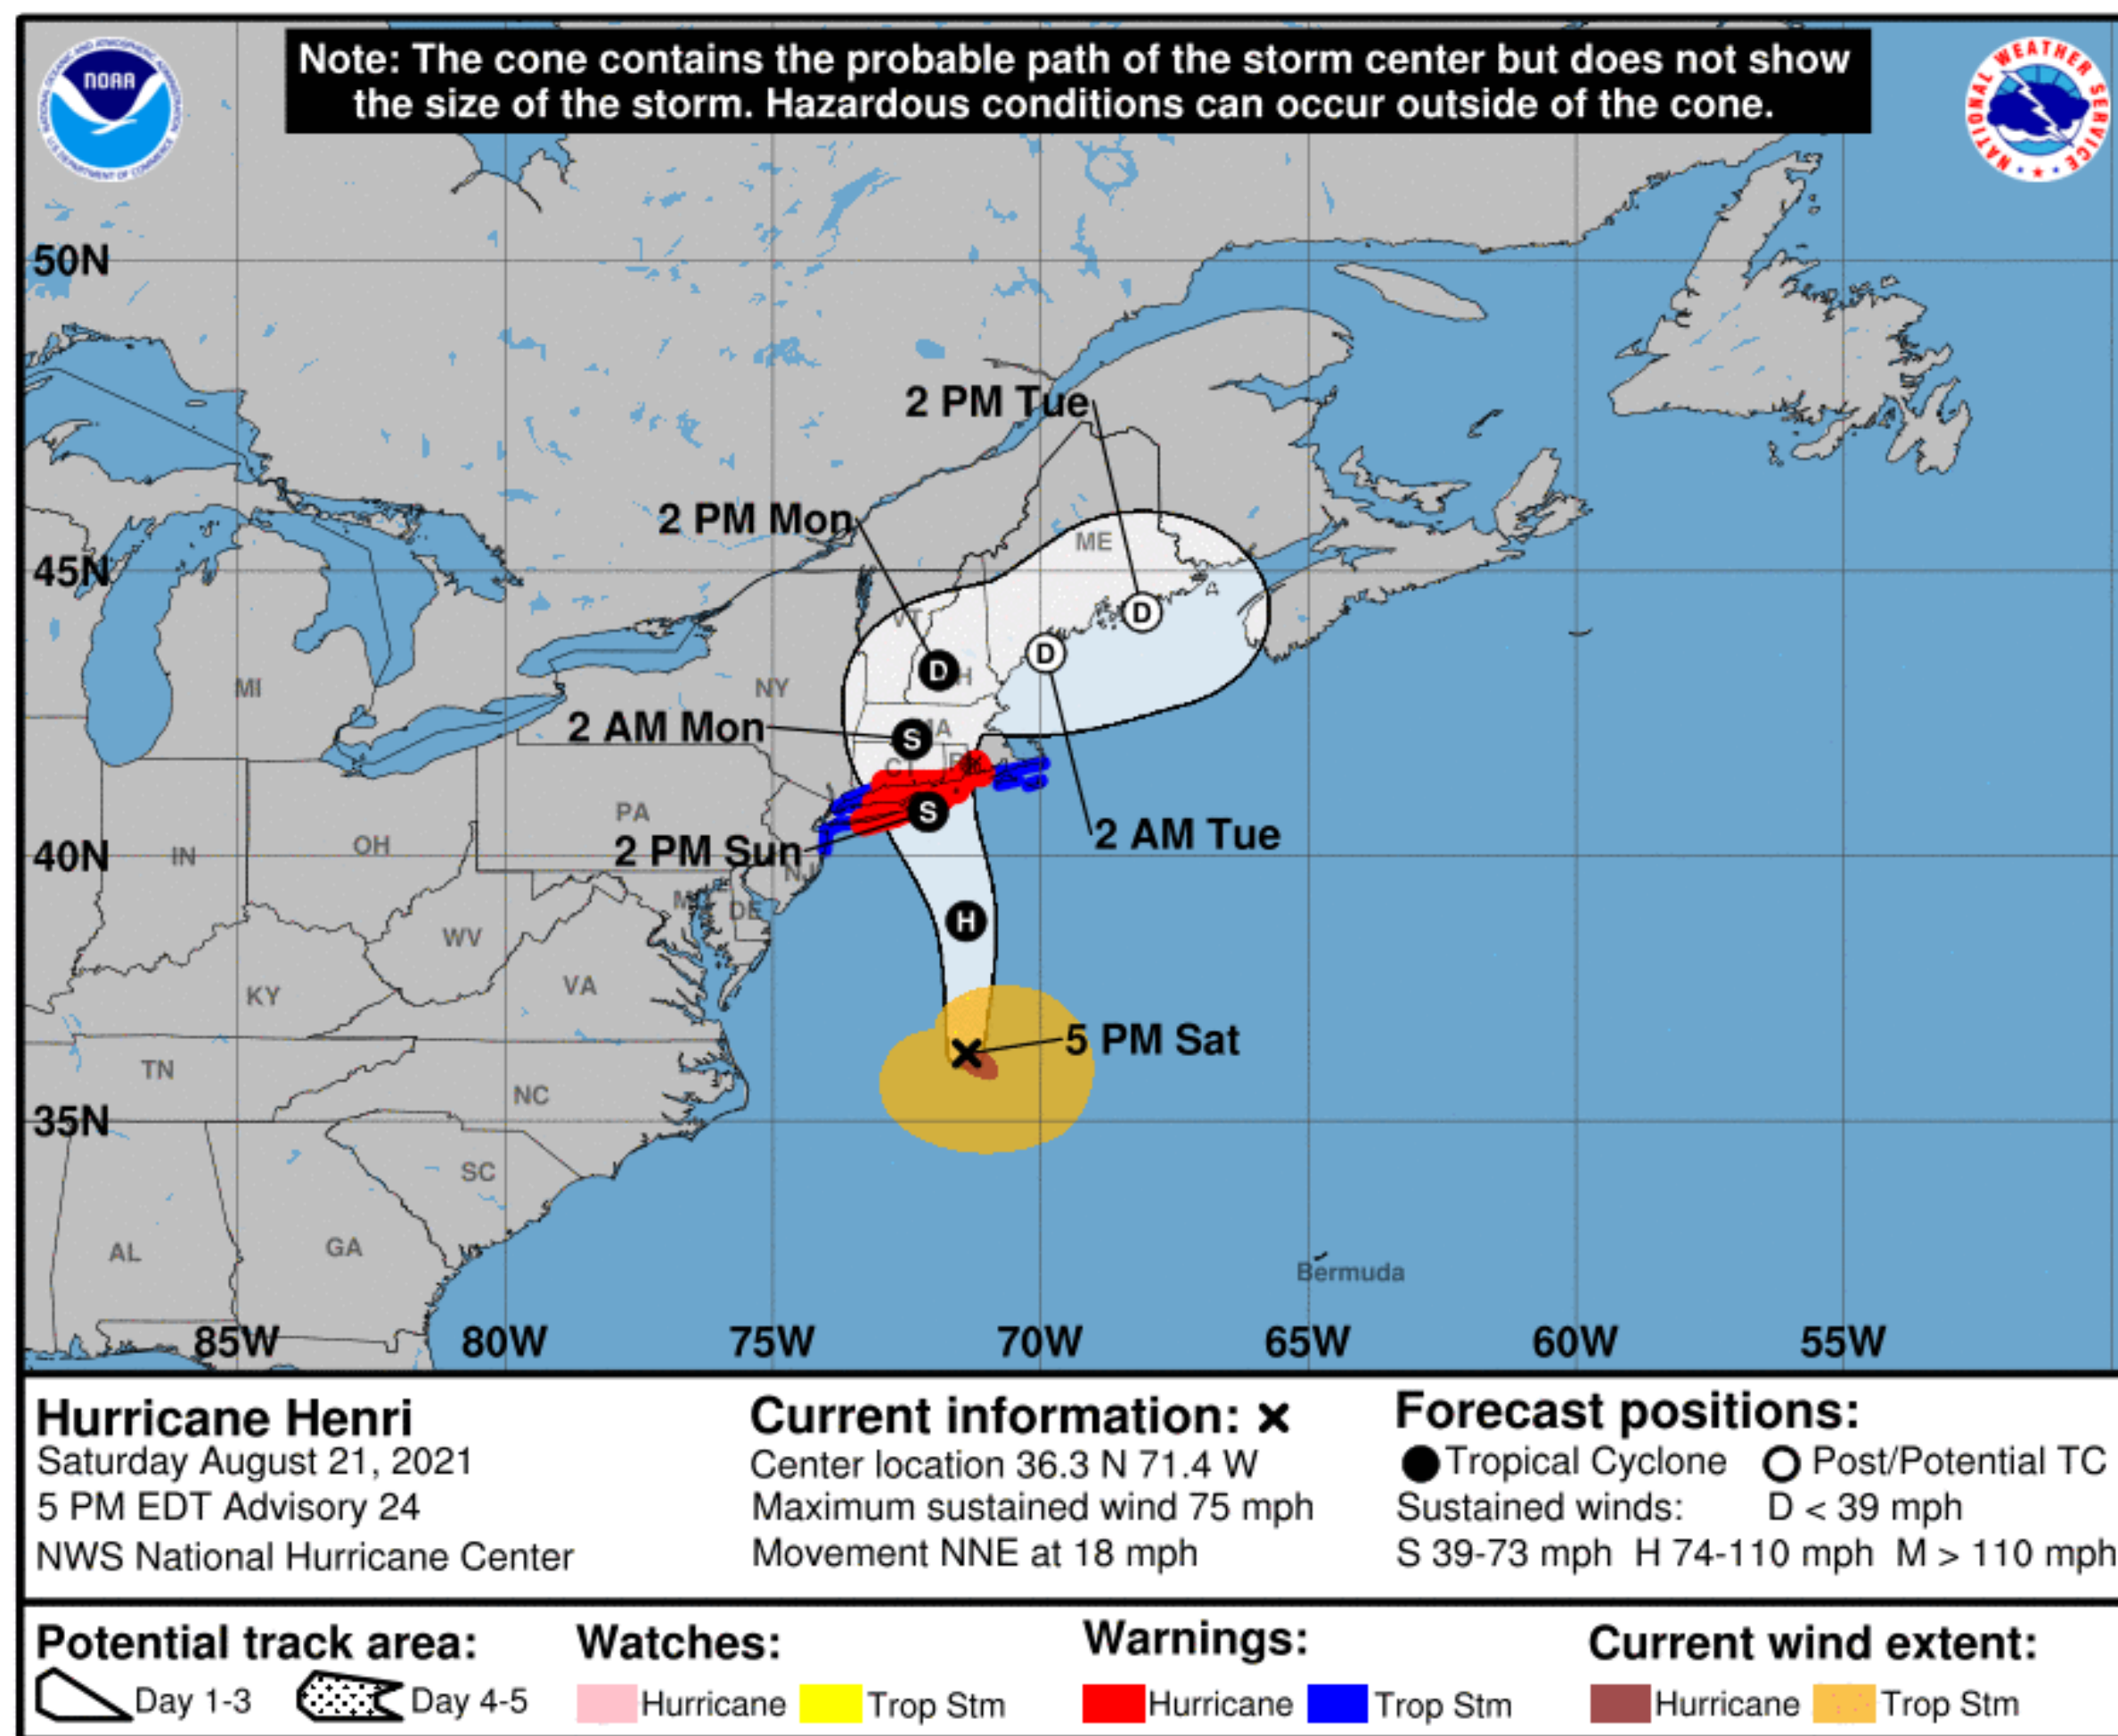 Note: The cone contains the probable path of the storm center but does not show
the size of the storm. Hazardous conditions can occur outside of the cone.
NOAA
NATIONAL WEATHER SERVICE
50N
45N
40N
35N
85W
80W
75W
70W
65W
60W
55W
2 PM Tue
2 PM Mon
2 AM Mon
2 PM Sun
2 AM Tue
5 PM Sat
D
D
D
S
S
H
ME
VT
MI
NY
CT
PA
NJ
IN
OH
DE
WV
KY
VA
TN
NC
SC
AL
GA
Bermuda
Hurricane Henri
Saturday August 21, 2021
5 PM EDT Advisory 24
NWS National Hurricane Center
Current information: ×
Center location 36.3 N 71.4 W
Maximum sustained wind 75 mph
Movement NNE at 18 mph
Forecast positions:
Tropical Cyclone Post/Potential TC
Sustained winds: D < 39 mph
S 39-73 mph H 74-110 mph M > 110 mph
Potential track area:
Day 1-3 Day 4-5
Watches:
Hurricane Trop Stm
Warnings:
Hurricane Trop Stm
Current wind extent:
Hurricane Trop Stm